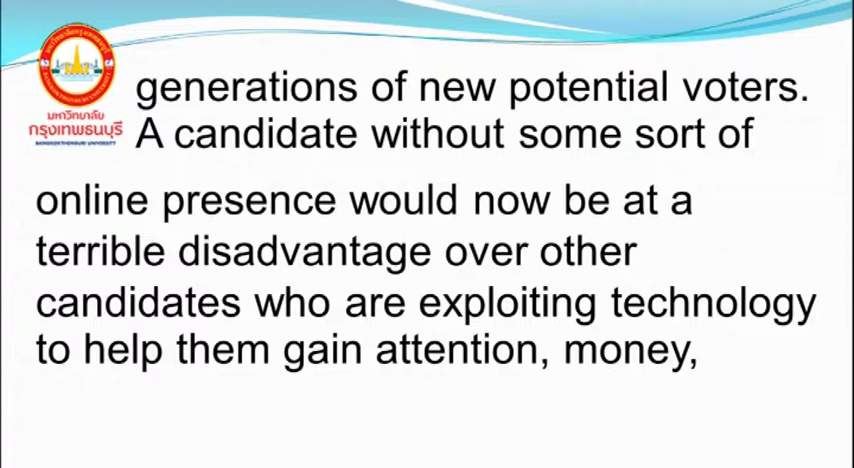 generations of new potential voters.
มหาวิทยาลัย
กรุงเทพธนบุรี
BANGKOKTHONBURI UNIVERSITY
A candidate without some sort of
online presence would now be at a
terrible disadvantage over other
candidates who are exploiting technology
to help them gain attention, money,